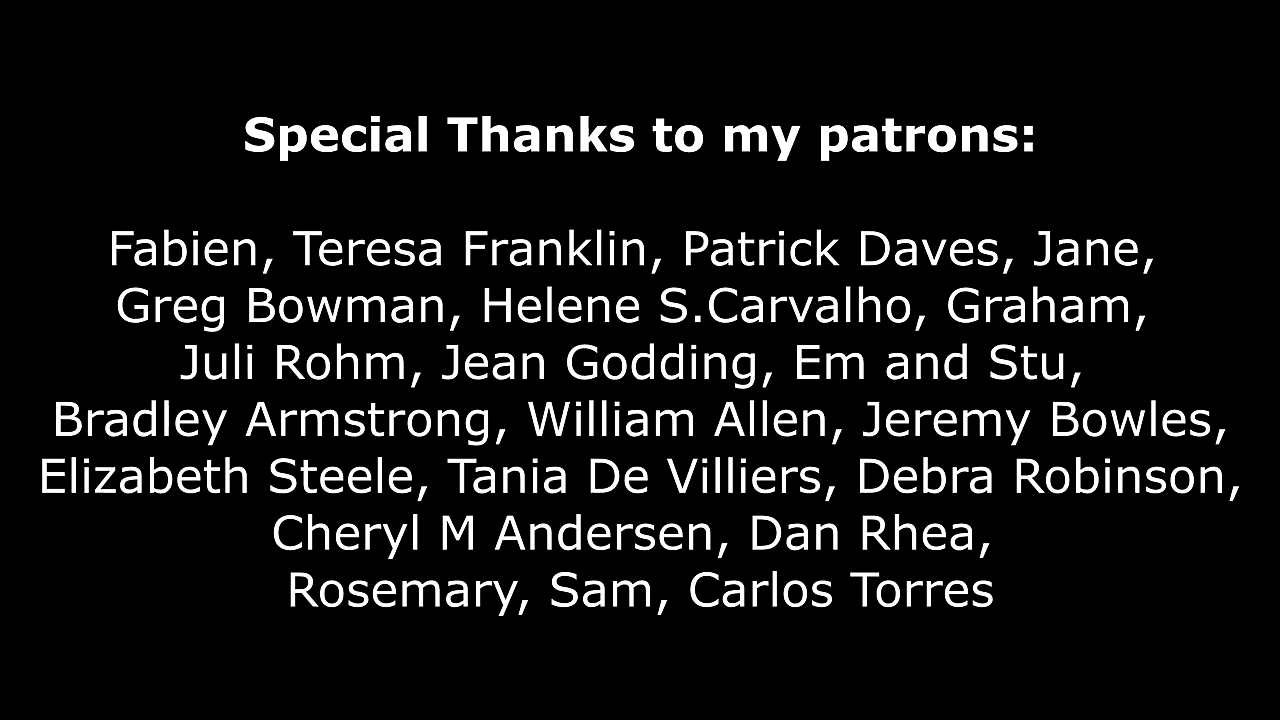 Special Thanks to my patrons:
Fabien, Teresa Franklin, Patrick Daves, Jane,
Greg Bowman, Helene S.Carvalho, Graham,
Juli Rohm, Jean Godding, Em and Stu,
Bradley Armstrong, William Allen, Jeremy Bowles,
Elizabeth Steele, Tania De Villiers, Debra Robinson,
Cheryl M Andersen, Dan Rhea,
Rosemary, Sam, Carlos Torres